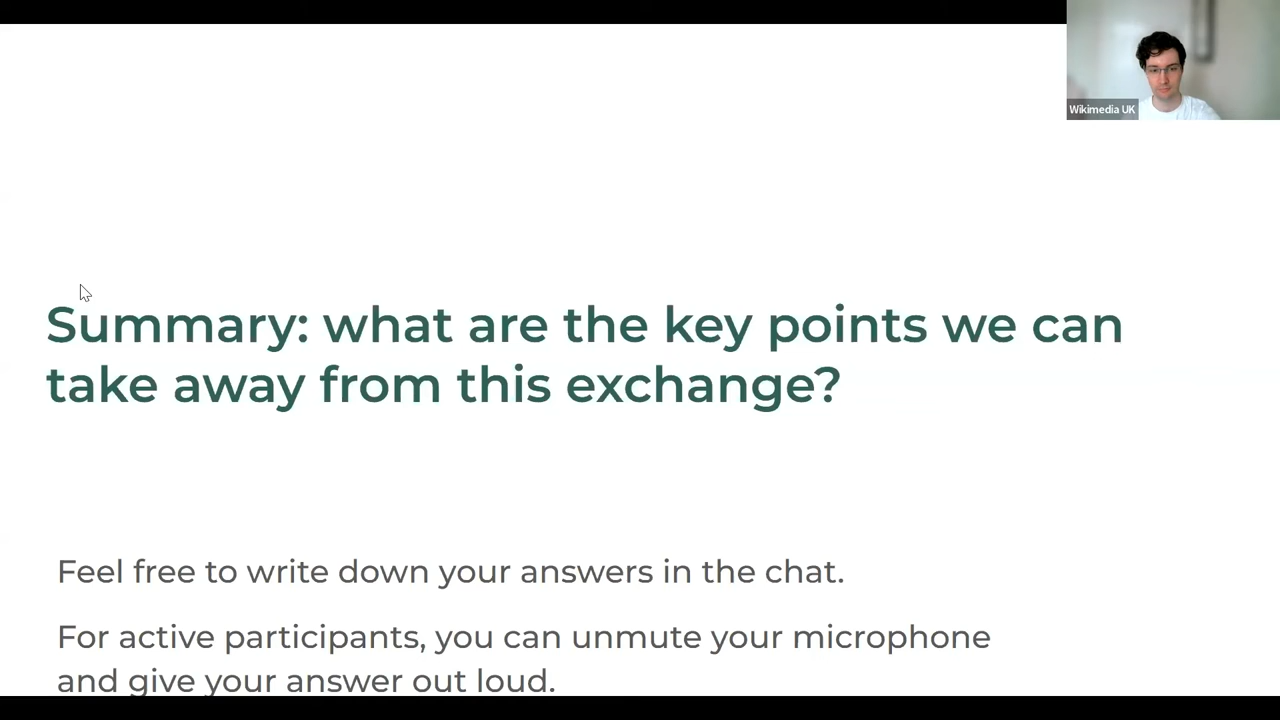 Wikimedia UK
Summary: what are the key points we can
take away from this exchange?
Feel free to write down your answers in the chat.
For active participants, you can unmute your microphone
and give your answer out loud.